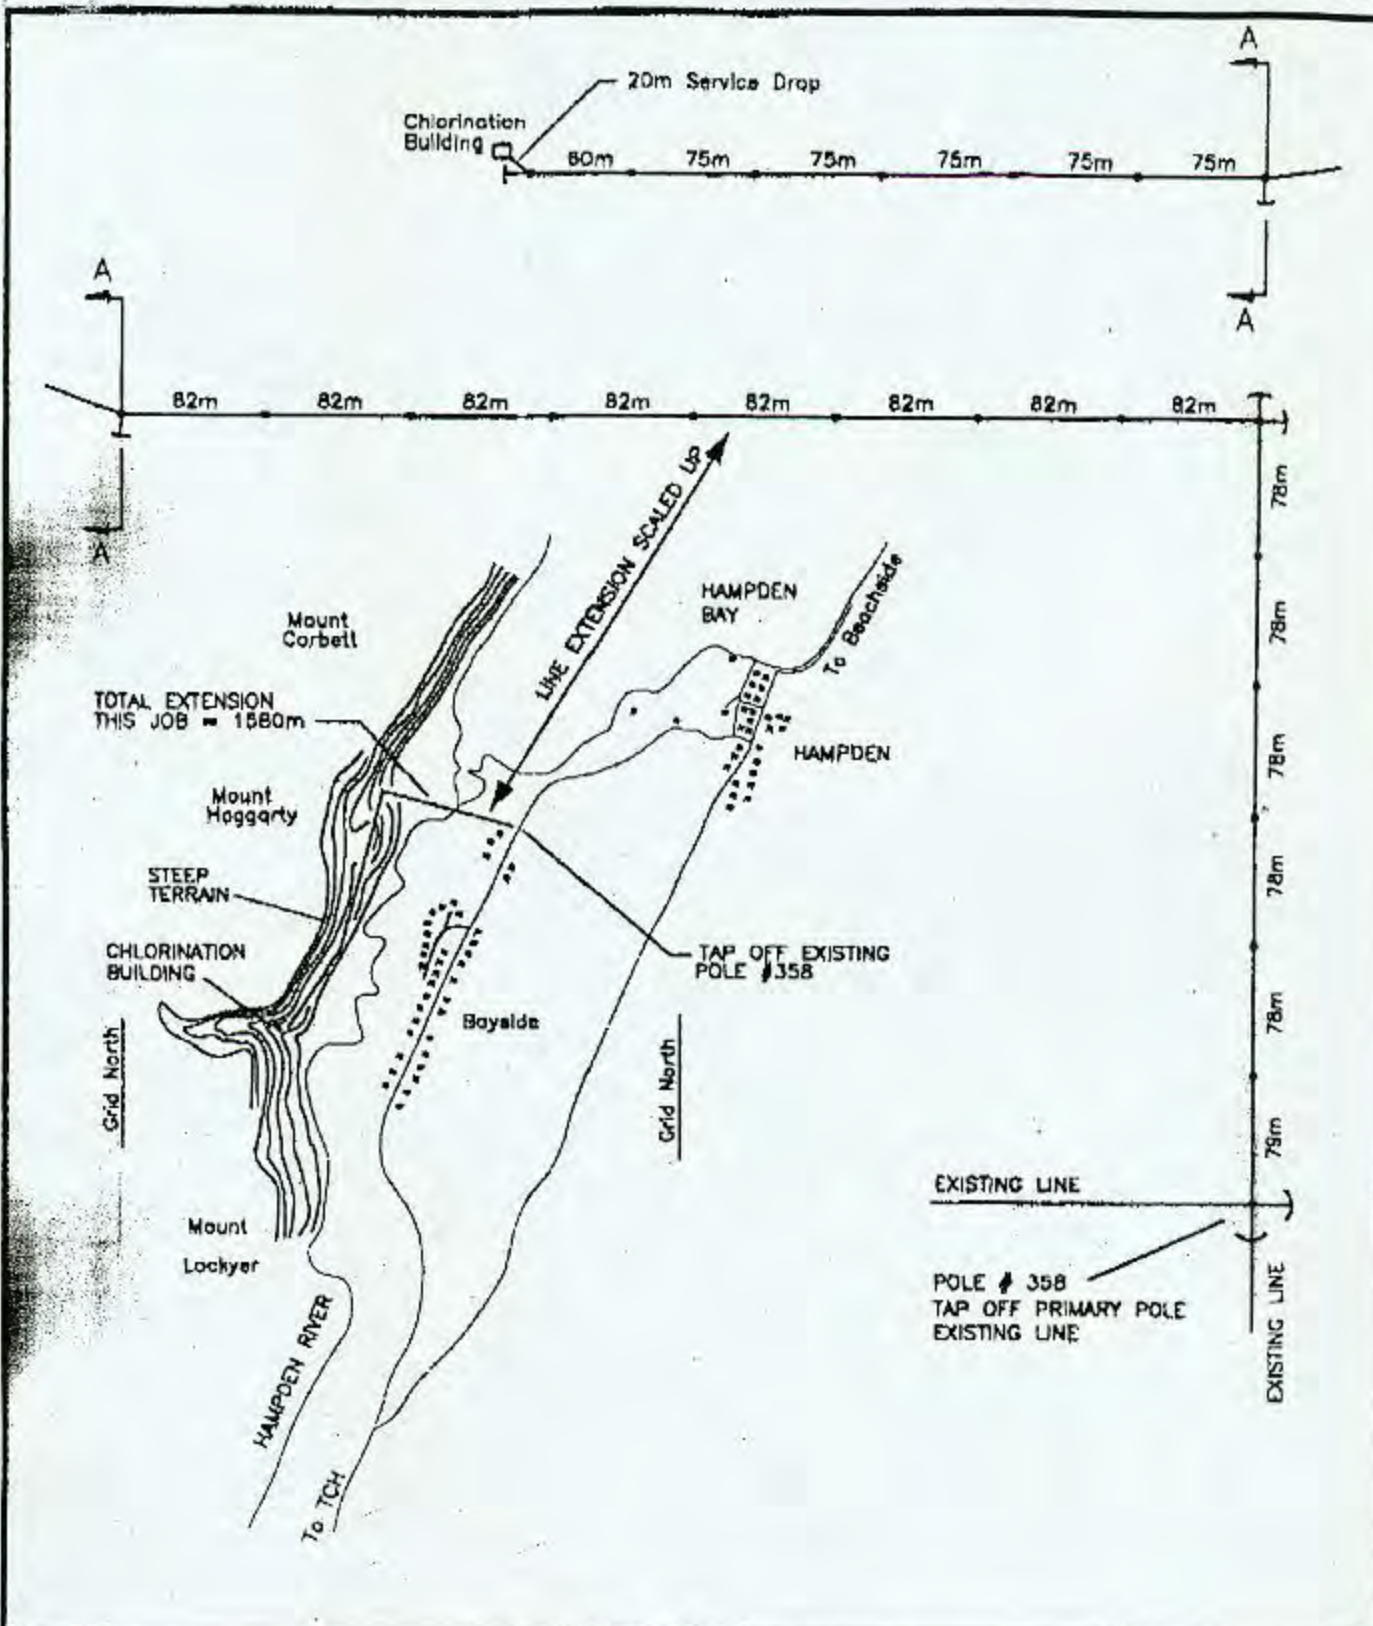 A
20m Service Drop
Chlorination
Building
60m 75m 75m 75m 75m 75m
A
A
82m 82m 82m 82m 82m 82m 82m 82m
A
LINE EXTENSION SCALED UP
78m
78m
78m
78m
78m
79m
Mount
Corbett
HAMPDEN
BAY
To Beachside
TOTAL EXTENSION
THIS JOB = 1580m
HAMPDEN
Mount
Hoggarty
STEEP
TERRAIN
CHLORINATION
BUILDING
TAP OFF EXISTING
POLE #358
Bayside
Grid North
Grid North
EXISTING LINE
Mount
Lockyer
POLE # 358
TAP OFF PRIMARY POLE
EXISTING LINE
EXISTING LINE
HAMPDEN RIVER
To TCH